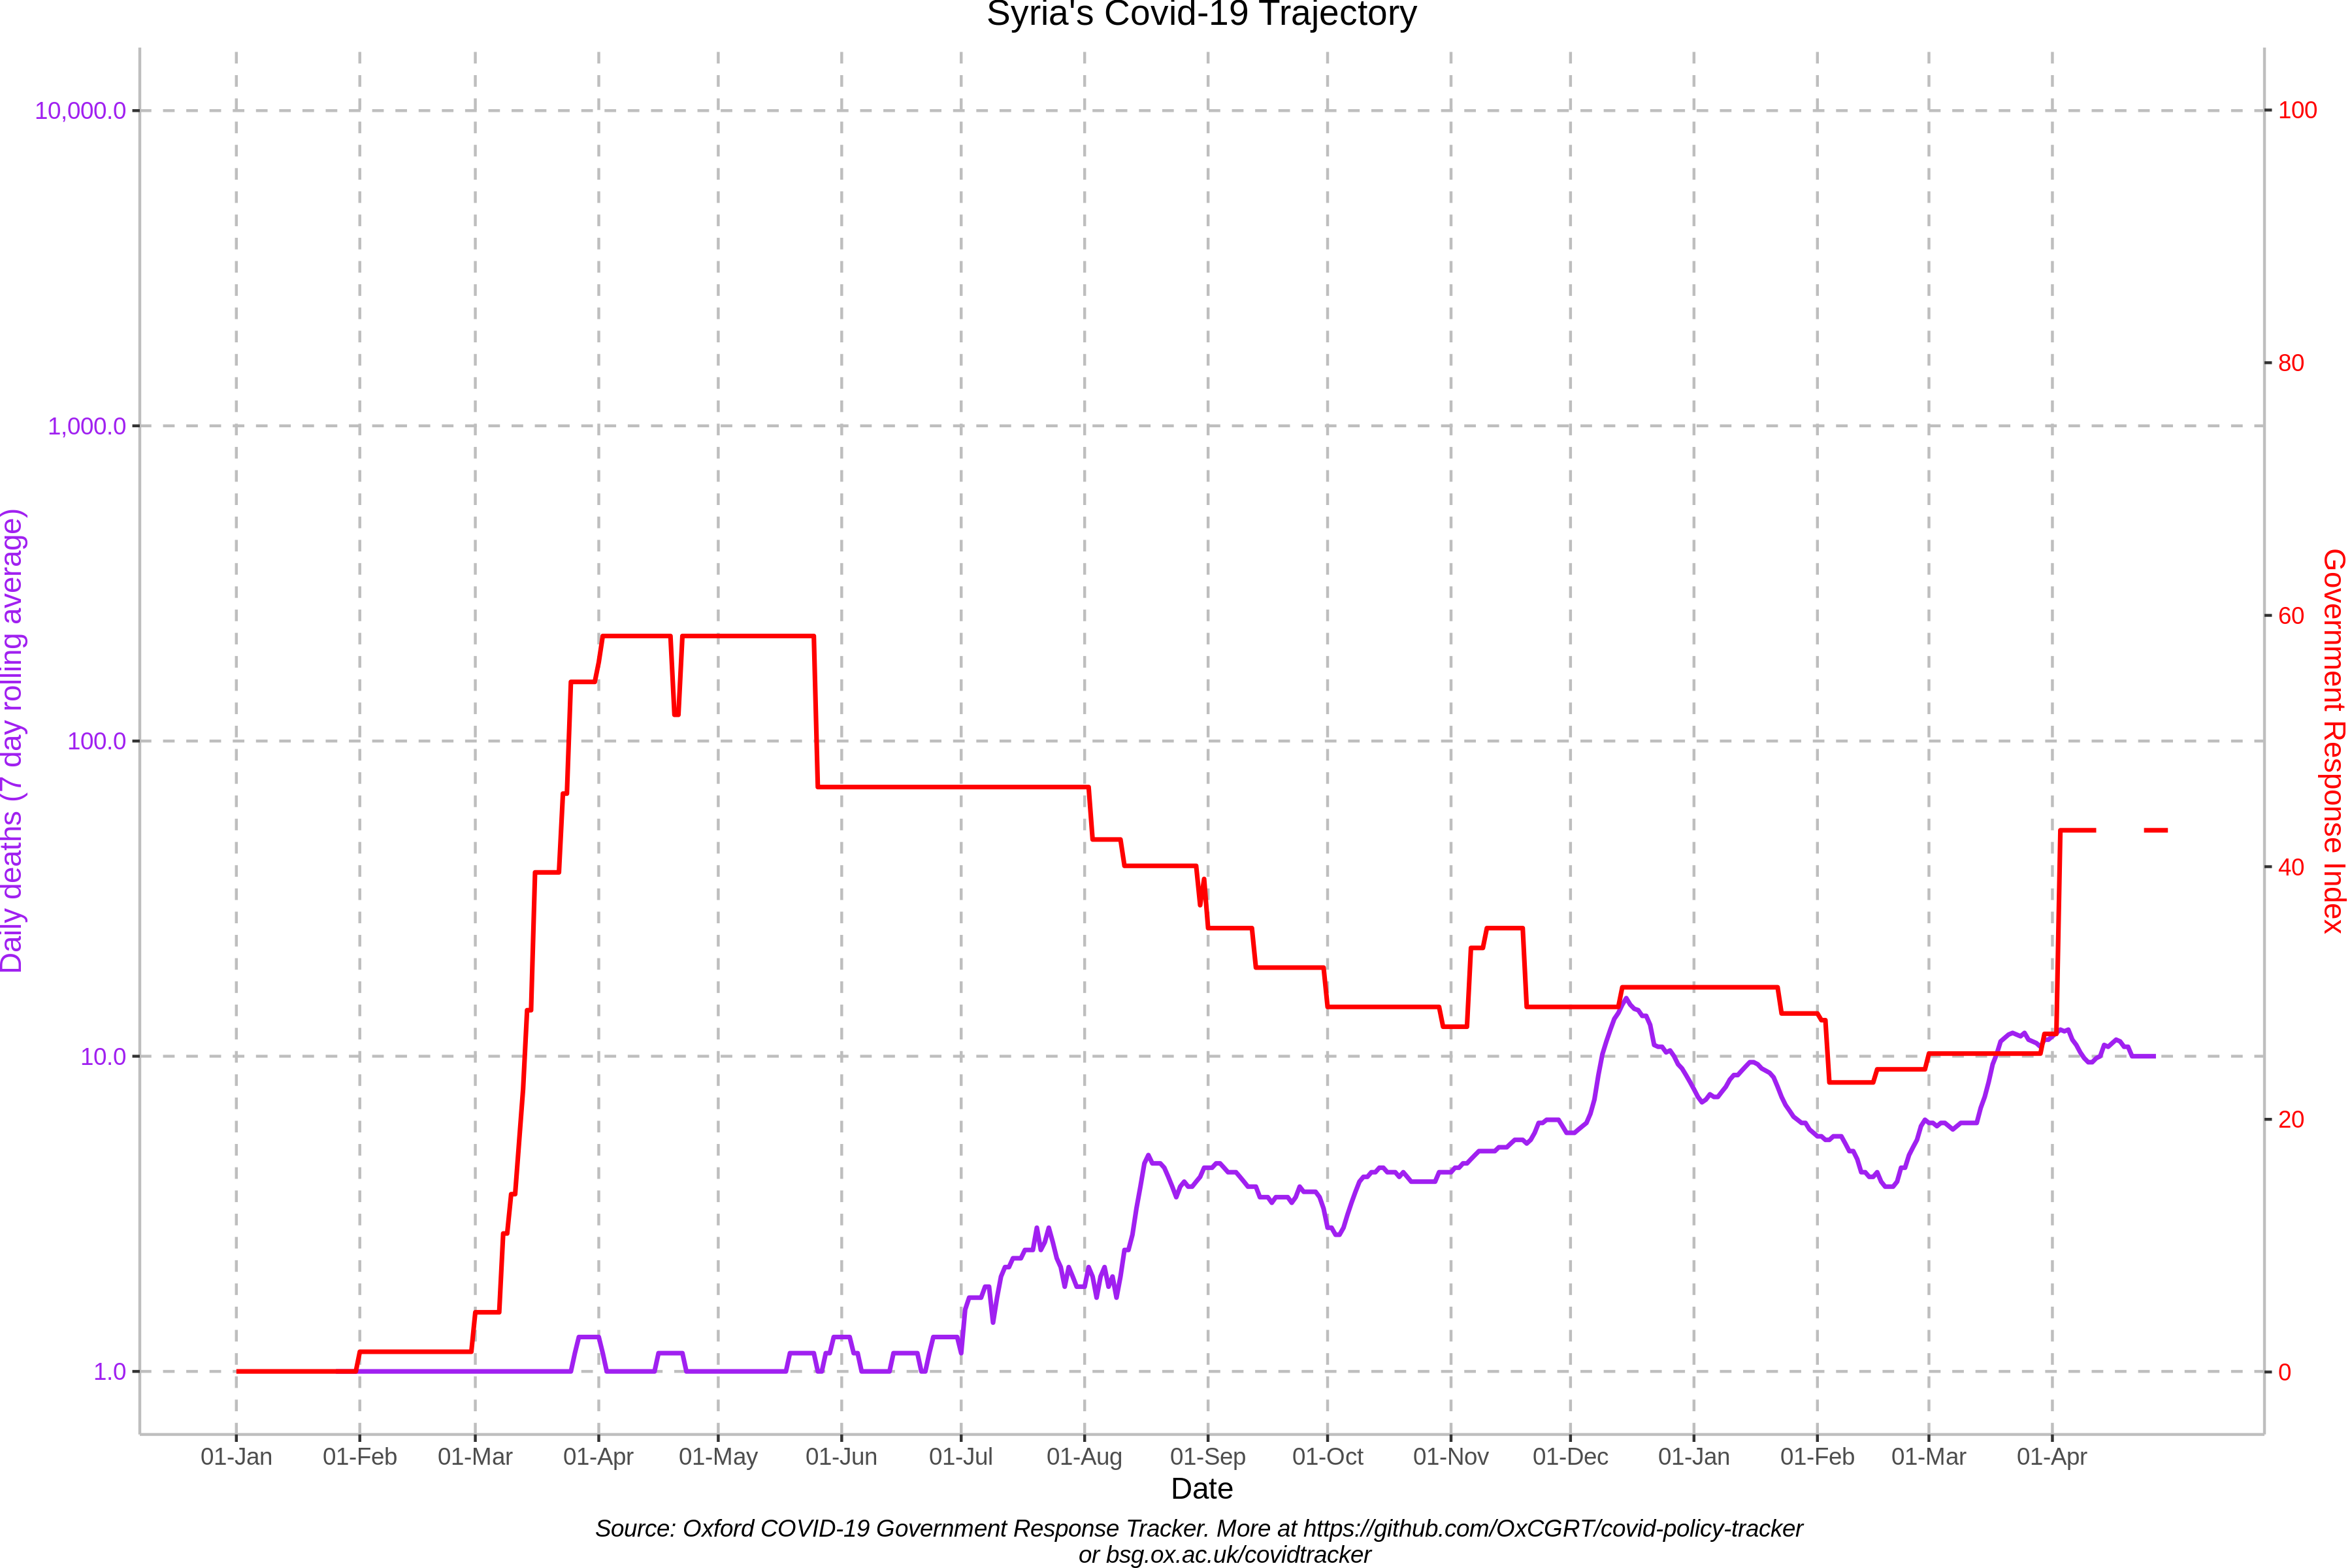 Syria's Covid-19 Trajectory
10,000.0
1,000.0
100.0
10.0
1.0
Daily deaths (7 day rolling average)
100
80
60
40
20
0
Government Response Index
01-Jan 01-Feb 01-Mar 01-Apr 01-May 01-Jun 01-Jul 01-Aug 01-Sep 01-Oct 01-Nov 01-Dec 01-Jan 01-Feb 01-Mar 01-Apr
Date
Source: Oxford COVID-19 Government Response Tracker. More at https://github.com/OxCGRT/covid-policy-tracker
or bsg.ox.ac.uk/covidtracker